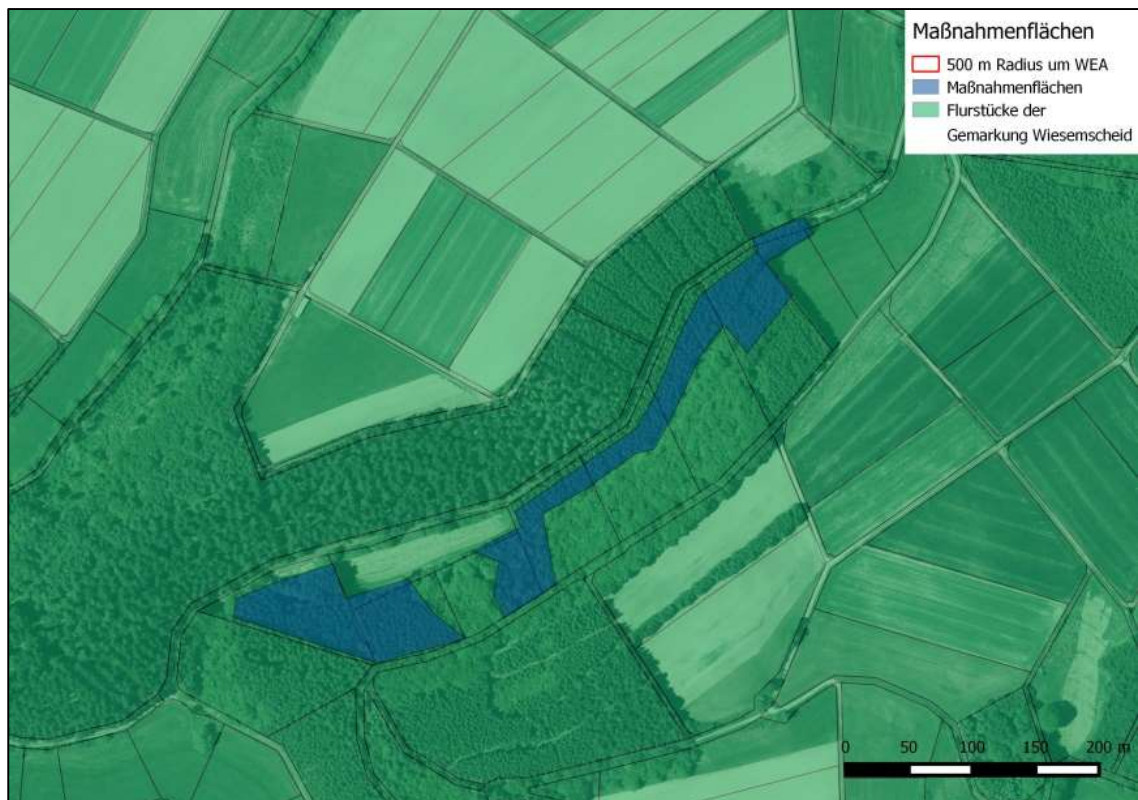 Maßnahmenflächen
500 m Radius um WEA
Maßnahmenflächen
Flurstücke der
Gemarkung Wiesemscheid
0 50 100 150 200 m